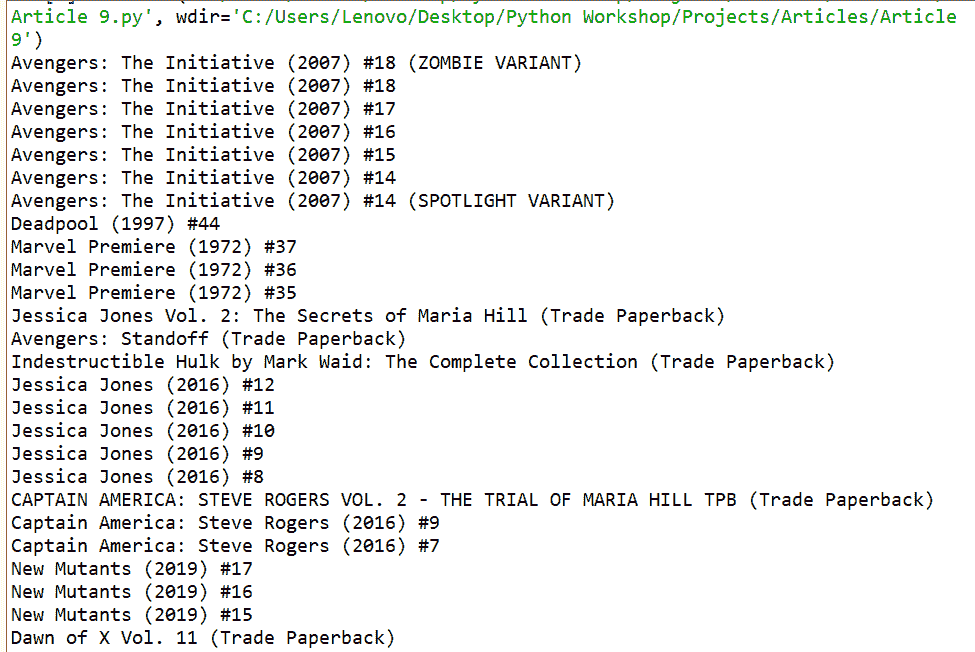 Article 9.py', wdir='C:/Users/Lenovo/Desktop/Python Workshop/Projects/Articles/Article
9')
Avengers: The Initiative (2007) #18 (ZOMBIE VARIANT)
Avengers: The Initiative (2007) #18
Avengers: The Initiative (2007) #17
Avengers: The Initiative (2007) #16
Avengers: The Initiative (2007) #15
Avengers: The Initiative (2007) #14
Avengers: The Initiative (2007) #14 (SPOTLIGHT VARIANT)
Deadpool (1997) #44
Marvel Premiere (1972) #37
Marvel Premiere (1972) #36
Marvel Premiere (1972) #35
Jessica Jones Vol. 2: The Secrets of Maria Hill (Trade Paperback)
Avengers: Standoff (Trade Paperback)
Indestructible Hulk by Mark Waid: The Complete Collection (Trade Paperback)
Jessica Jones (2016) #12
Jessica Jones (2016) #11
Jessica Jones (2016) #10
Jessica Jones (2016) #9
Jessica Jones (2016) #8
CAPTAIN AMERICA: STEVE ROGERS VOL. 2 - THE TRIAL OF MARIA HILL TPB (Trade Paperback)
Captain America: Steve Rogers (2016) #9
Captain America: Steve Rogers (2016) #7
New Mutants (2019) #17
New Mutants (2019) #16
New Mutants (2019) #15
Dawn of X Vol. 11 (Trade Paperback)